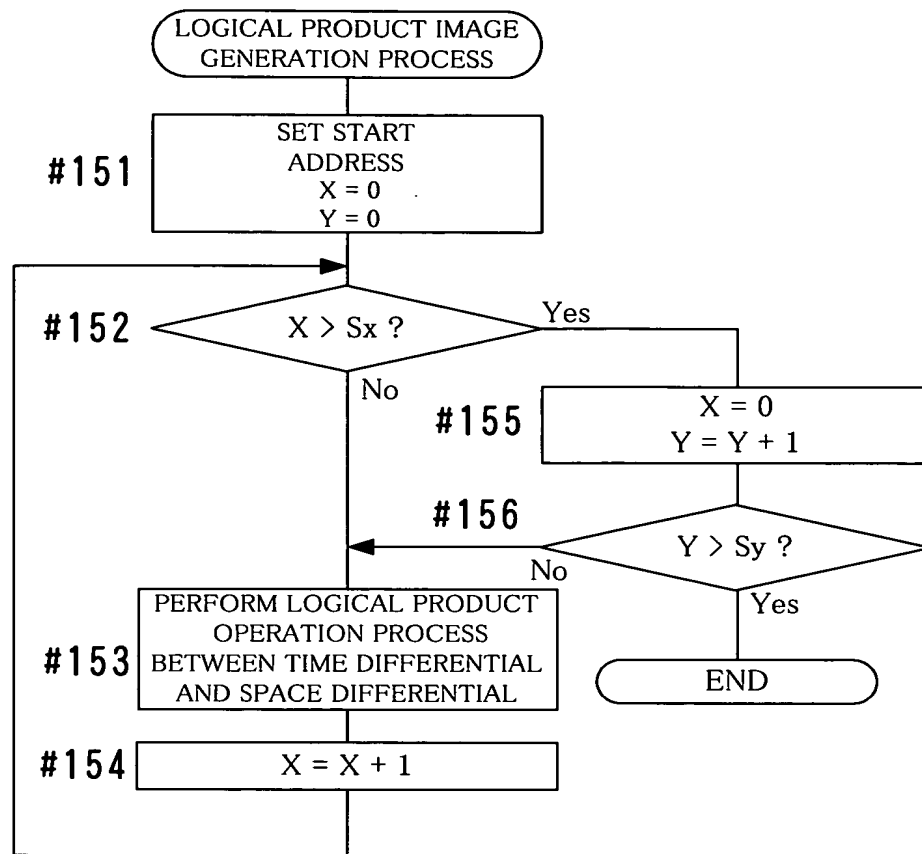 LOGICAL PRODUCT IMAGE
GENERATION PROCESS
#151
SET START
ADDRESS
X = 0
Y = 0
#152
X > Sx ?
Yes
No
#155
X = 0
Y = Y + 1
#156
Y > Sy ?
No
Yes
#153
PERFORM LOGICAL PRODUCT
OPERATION PROCESS
BETWEEN TIME DIFFERENTIAL
AND SPACE DIFFERENTIAL
END
#154
X = X + 1